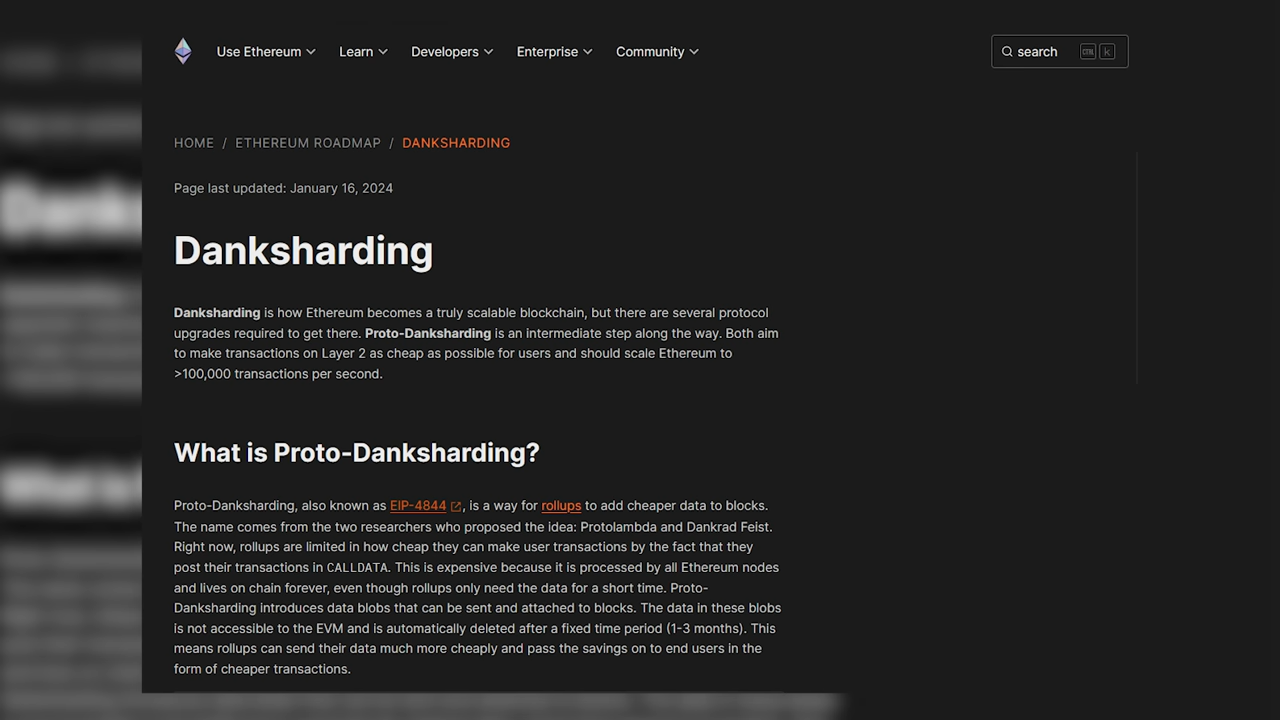 Use Ethereum Learn Developers Enterprise Community search CTRL k
HOME / ETHEREUM ROADMAP / DANKSHARDING
Page last updated: January 16, 2024
Danksharding
Danksharding is how Ethereum becomes a truly scalable blockchain, but there are several protocol
upgrades required to get there. Proto-Danksharding is an intermediate step along the way. Both aim
to make transactions on Layer 2 as cheap as possible for users and should scale Ethereum to
>100,000 transactions per second.
What is Proto-Danksharding?
Proto-Danksharding, also known as EIP-4844, is a way for rollups to add cheaper data to blocks.
The name comes from the two researchers who proposed the idea: Protolambda and Dankrad Feist.
Right now, rollups are limited in how cheap they can make user transactions by the fact that they
post their transactions in CALLDATA. This is expensive because it is processed by all Ethereum nodes
and lives on chain forever, even though rollups only need the data for a short time. Proto-
Danksharding introduces data blobs that can be sent and attached to blocks. The data in these blobs
is not accessible to the EVM and is automatically deleted after a fixed time period (1-3 months). This
means rollups can send their data much more cheaply and pass the savings on to end users in the
form of cheaper transactions.